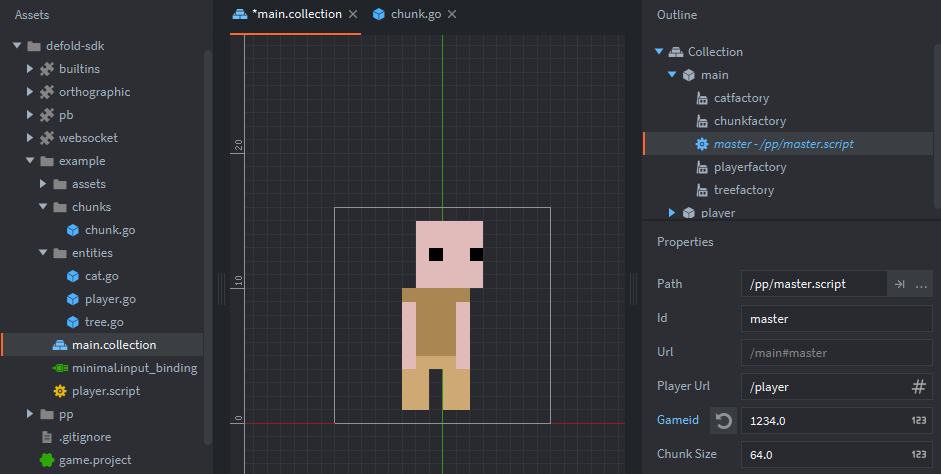 Assets
defold-sdk
builtins
orthographic
pb
websocket
example
assets
chunks
chunk.go
entities
cat.go
player.go
tree.go
main.collection
minimal.input_binding
player.script
pp
.gitignore
game.project
*main.collection
chunk.go
20
10
0
Outline
Collection
main
catfactory
chunkfactory
master - /pp/master.script
playerfactory
treefactory
player
Properties
Path /pp/master.script ...
Id master
Url /main#master
Player Url /player #
Gameid 1234.0 123
Chunk Size 64.0 123